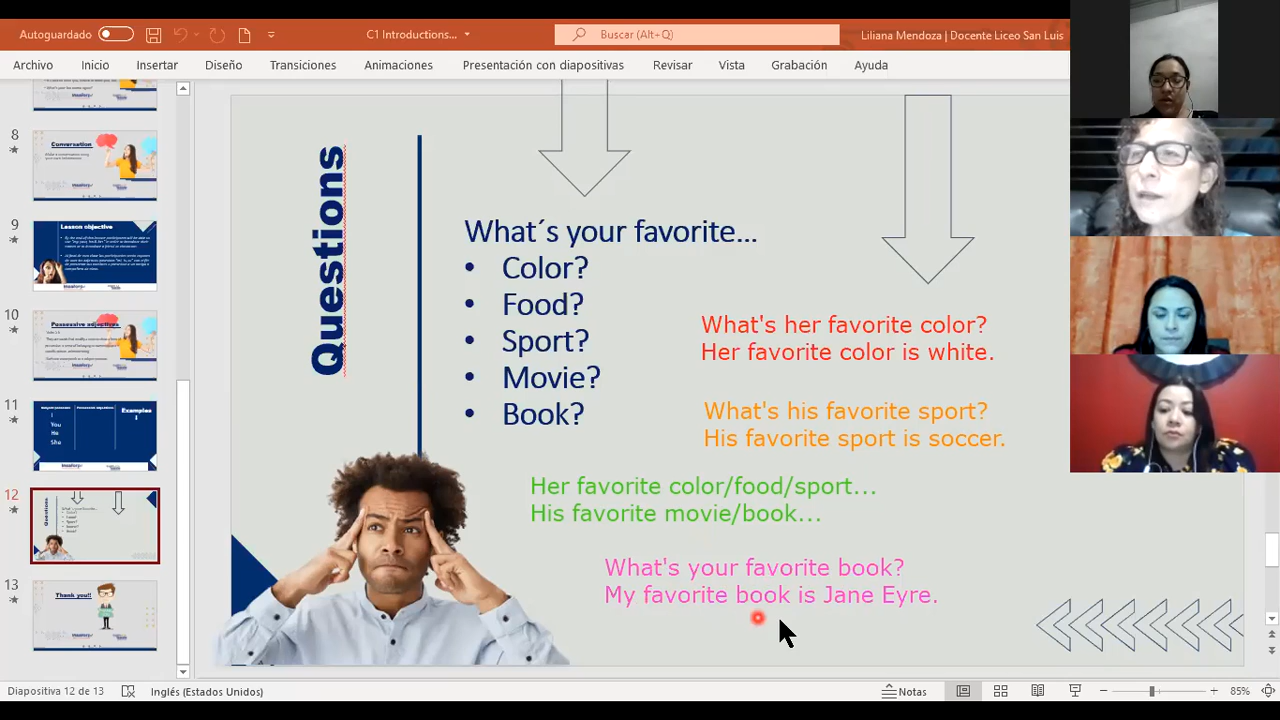 Autoguardado
C1 Introductions...
Buscar (Alt+Q)
Liliana Mendoza | Docente Liceo San Luis
Archivo Inicio Insertar Diseño Transiciones Animaciones Presentación con diapositivas Revisar Vista Grabación Ayuda
8
Conversation
9
Lesson objective
10
Possessive adjectives
11
Examples
I
You
He
She
12
13
Thank you!!
Questions
What´s your favorite...
• Color?
• Food?
• Sport?
• Movie?
• Book?
What's her favorite color?
Her favorite color is white.
What's his favorite sport?
His favorite sport is soccer.
Her favorite color/food/sport...
His favorite movie/book...
What's your favorite book?
My favorite book is Jane Eyre.
Diapositiva 12 de 13
Inglés (Estados Unidos)
Notas
85%